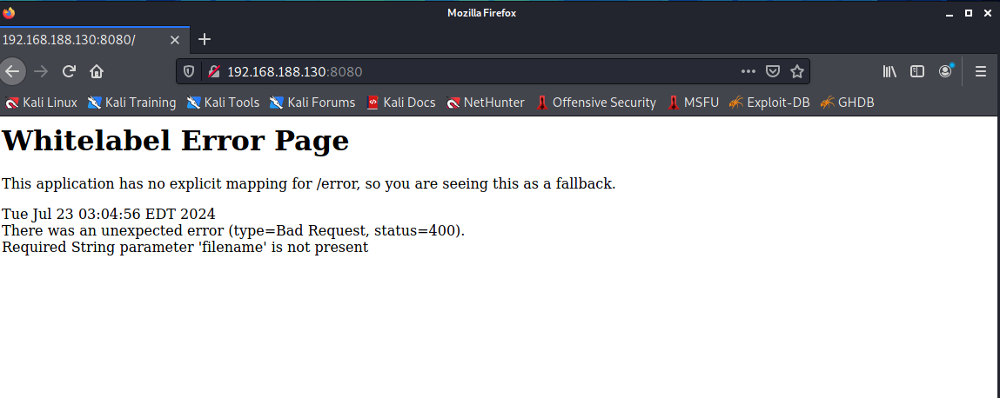 Mozilla Firefox
192.168.188.130:8080/
192.168.188.130:8080
Kali Linux Kali Training Kali Tools Kali Forums Kali Docs NetHunter Offensive Security MSFU Exploit-DB GHDB
Whitelabel Error Page
This application has no explicit mapping for /error, so you are seeing this as a fallback.
Tue Jul 23 03:04:56 EDT 2024
There was an unexpected error (type=Bad Request, status=400).
Required String parameter 'filename' is not present